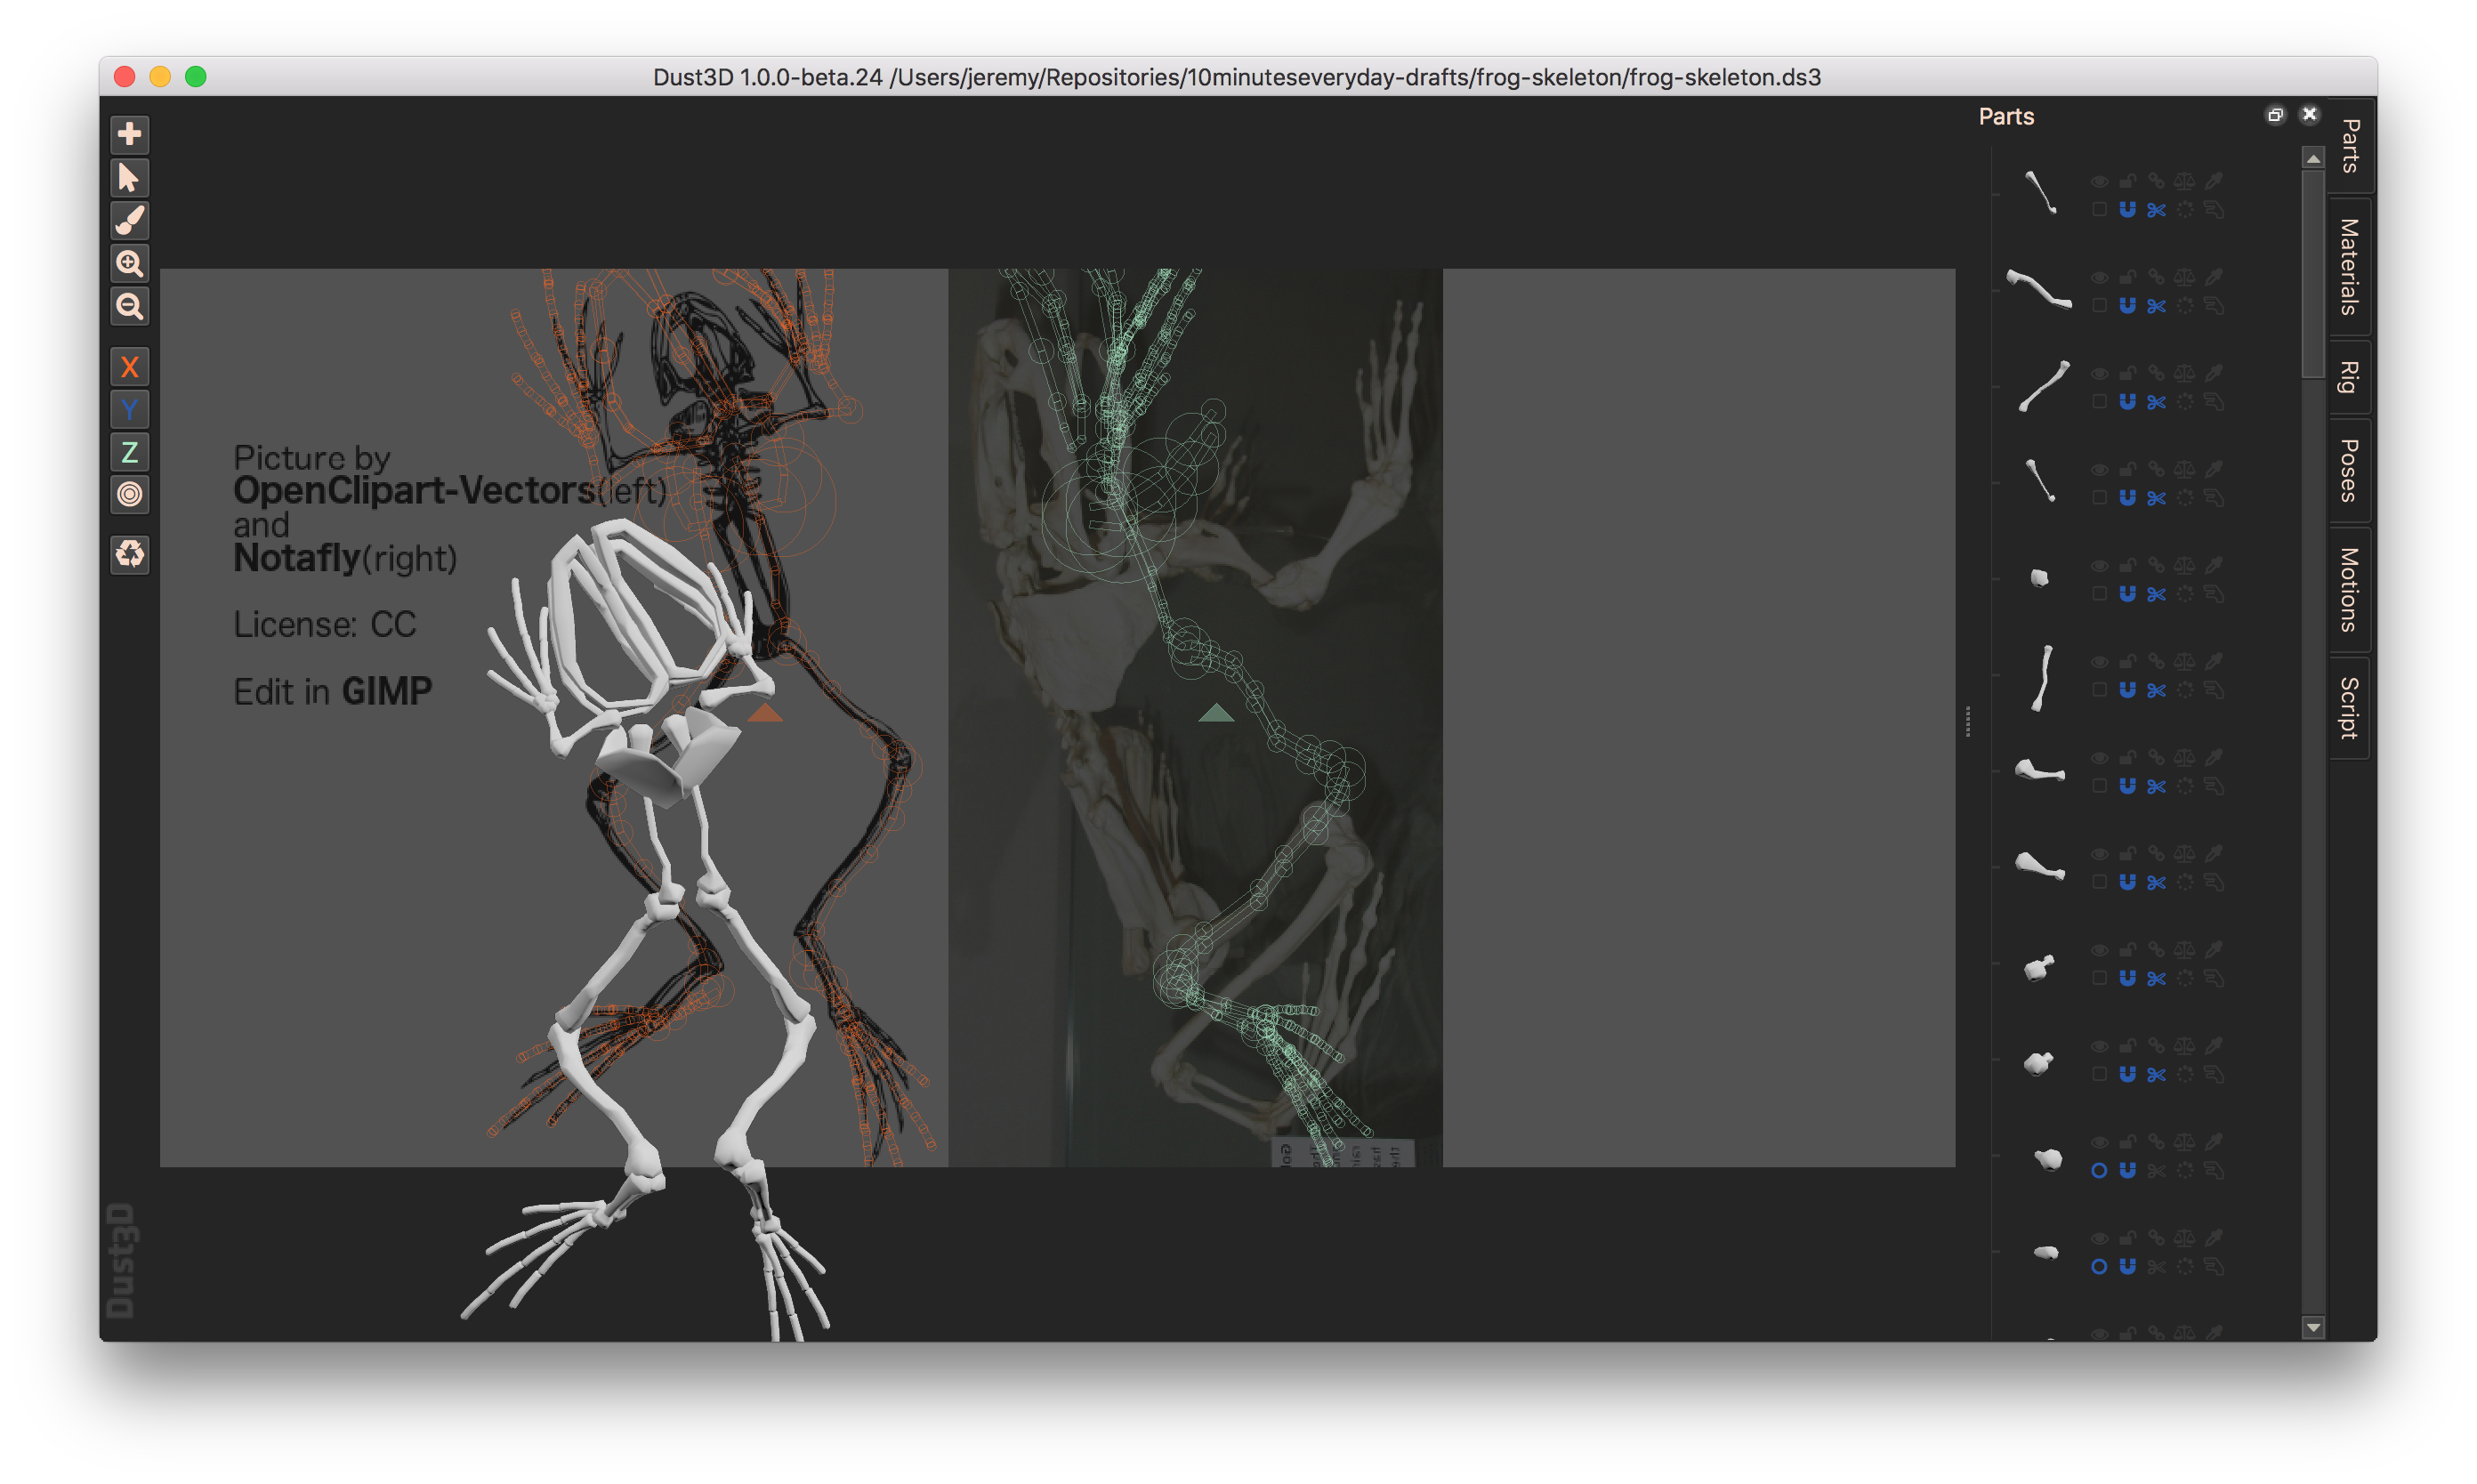 Dust3D 1.0.0-beta.24 /Users/jeremy/Repositories/10minuteseveryday-drafts/frog-skeleton/frog-skeleton.ds3
Parts
Parts
Materials
Rig
Poses
Motions
Script
X
Y
Z
Picture by
OpenClipart-Vectors(left)
and
Notafly(right)
License: CC
Edit in GIMP
Dust3D